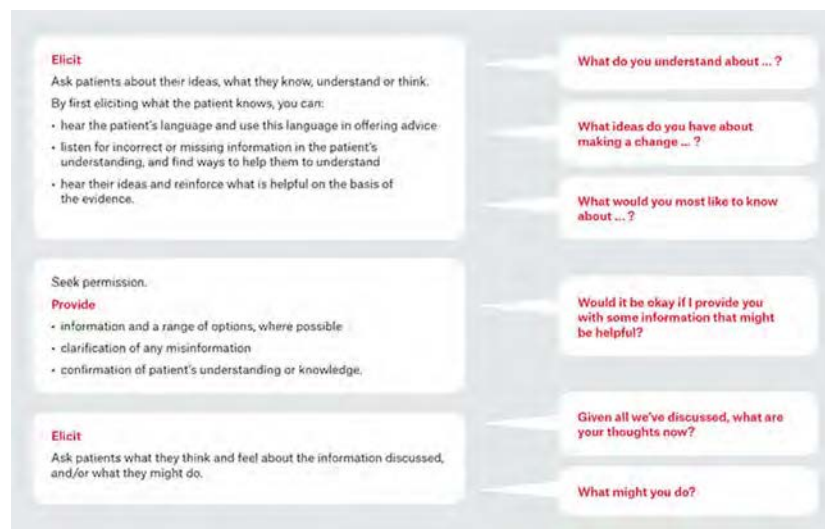 Elicit
Ask patients about their ideas, what they know, understand or think.
By first eliciting what the patient knows, you can:
• hear the patient's language and use this language in offering advice
• listen for incorrect or missing information in the patient's
understanding, and find ways to help them to understand
• hear their ideas and reinforce what is helpful on the basis of
the evidence.
What do you understand about ... ?
What ideas do you have about
making a change ... ?
What would you most like to know
about ... ?
Seek permission.
Provide
• information and a range of options, where possible
• clarification of any misinformation
• confirmation of patient's understanding or knowledge.
Would it be okay if I provide you
with some information that might
be helpful?
Elicit
Ask patients what they think and feel about the information discussed,
and/or what they might do.
Given all we've discussed, what are
your thoughts now?
What might you do?